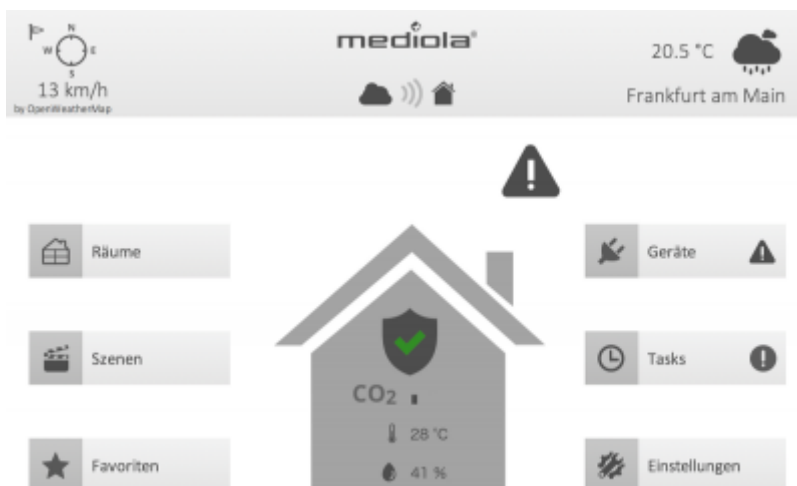 N
W E
S
13 km/h
by OpenWeatherMap
mediola®
20.5 °C
Frankfurt am Main
Räume
Szenen
Favoriten
CO2
28 °C
41 %
Geräte
Tasks
Einstellungen